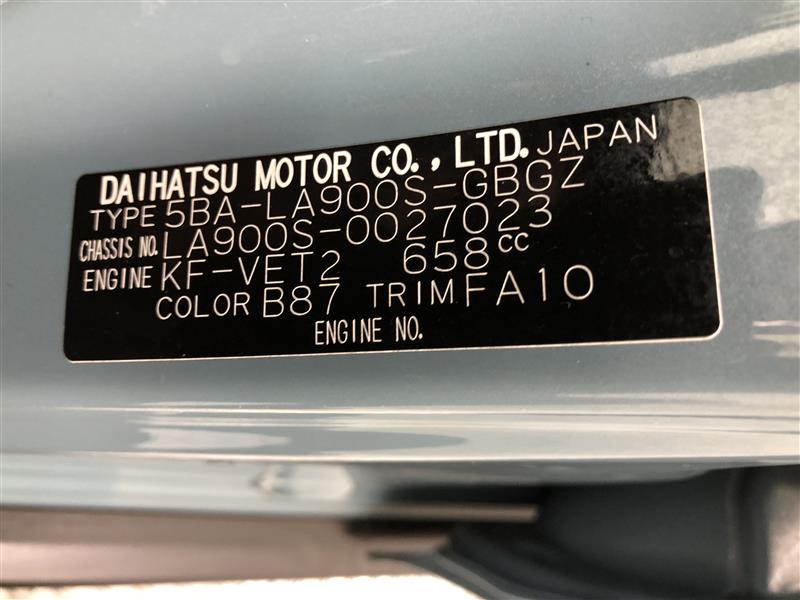 DAIHATSU MOTOR CO., LTD. JAPAN
TYPE 5BA-LA900S-GBGZ
CHASSIS NO. LA900S-0027023
ENGINE KF-VET2 658cc
COLOR B87 TRIM FA10
ENGINE NO.